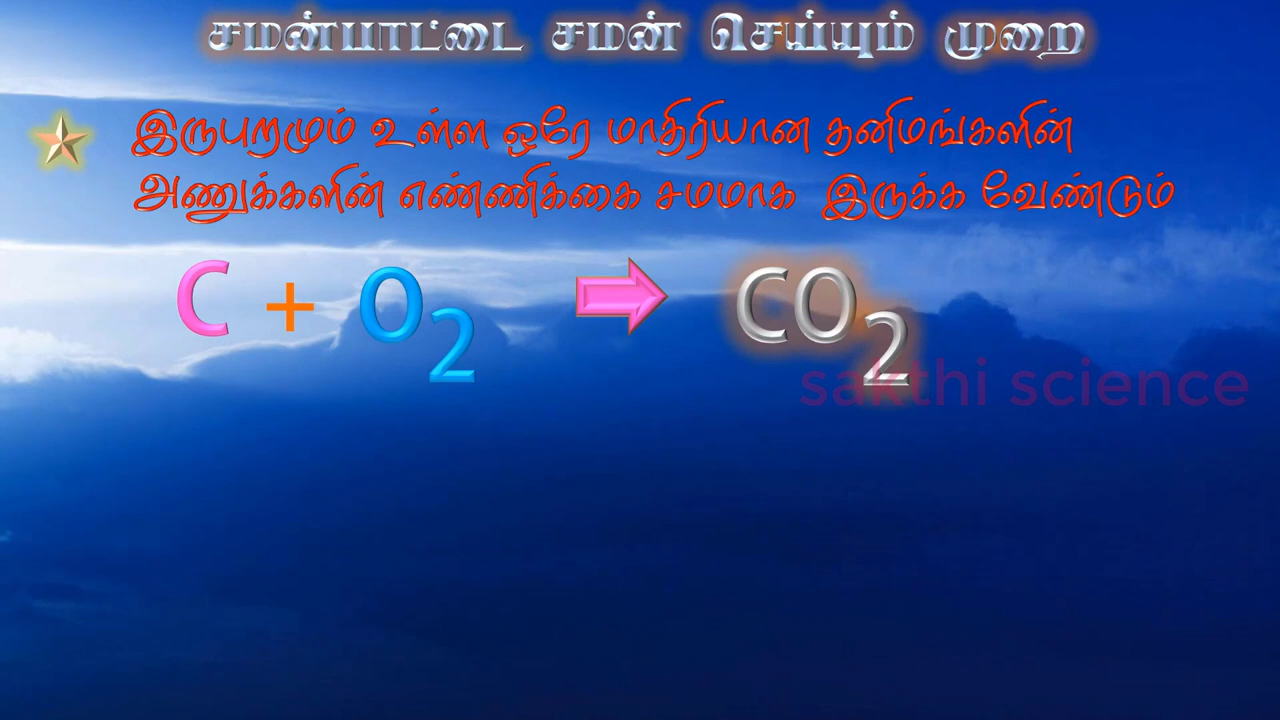 சமன்பாட்டை சமன் செய்யும் முறை
இருபுறமும் உள்ள ஒரே மாதிரியான தனிமங்களின்
அணுக்களின் எண்ணிக்கை சமமாக இருக்க வேண்டும்
C + O2 ➡ CO2
sakthi science